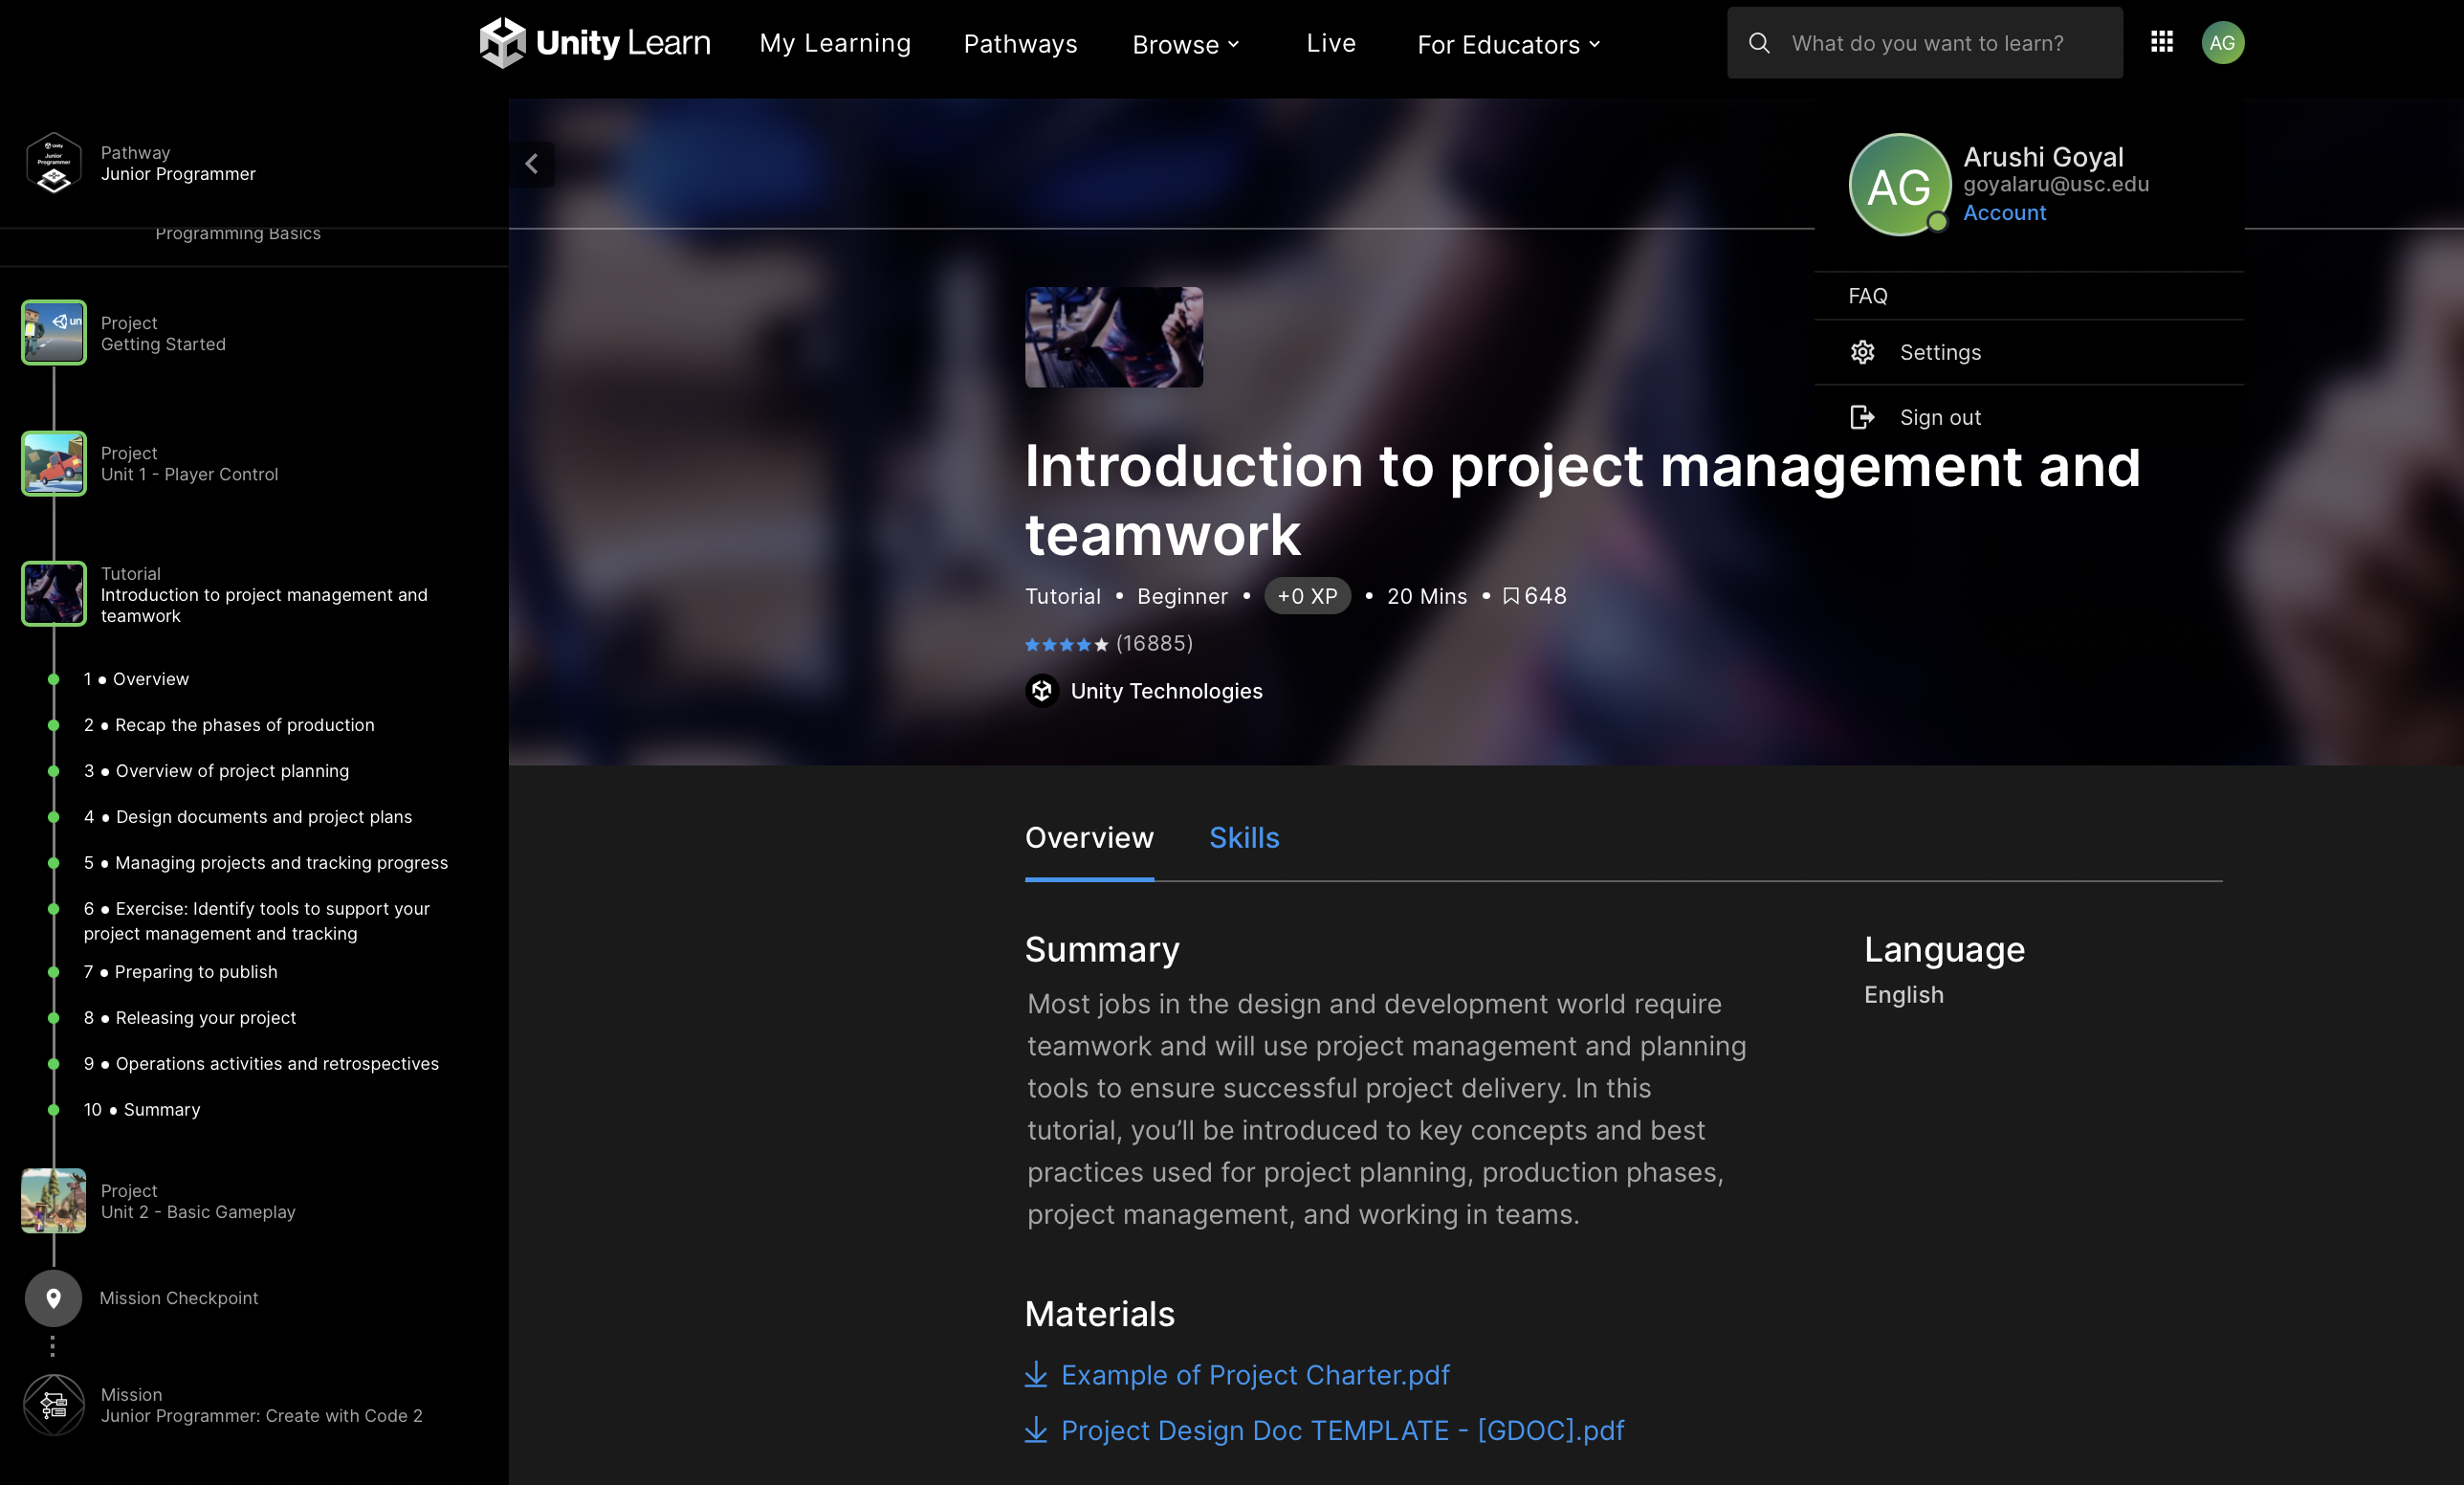 Unity Learn
My Learning
Pathways
Browse
Live
For Educators
What do you want to learn?
AG
Pathway
Junior Programmer
Programming Basics
Project
Getting Started
Project
Unit 1 - Player Control
Tutorial
Introduction to project management and
teamwork
1 • Overview
2 • Recap the phases of production
3 • Overview of project planning
4 • Design documents and project plans
5 • Managing projects and tracking progress
6 • Exercise: Identify tools to support your
project management and tracking
7 • Preparing to publish
8 • Releasing your project
9 • Operations activities and retrospectives
10 • Summary
Project
Unit 2 - Basic Gameplay
Mission Checkpoint
Mission
Junior Programmer: Create with Code 2
AG
Arushi Goyal
goyalaru@usc.edu
Account
FAQ
Settings
Sign out
Introduction to project management and
teamwork
Tutorial • Beginner • +0 XP • 20 Mins • 648
(16885)
Unity Technologies
Overview
Skills
Summary
Most jobs in the design and development world require
teamwork and will use project management and planning
tools to ensure successful project delivery. In this
tutorial, you’ll be introduced to key concepts and best
practices used for project planning, production phases,
project management, and working in teams.
Language
English
Materials
Example of Project Charter.pdf
Project Design Doc TEMPLATE - [GDOC].pdf